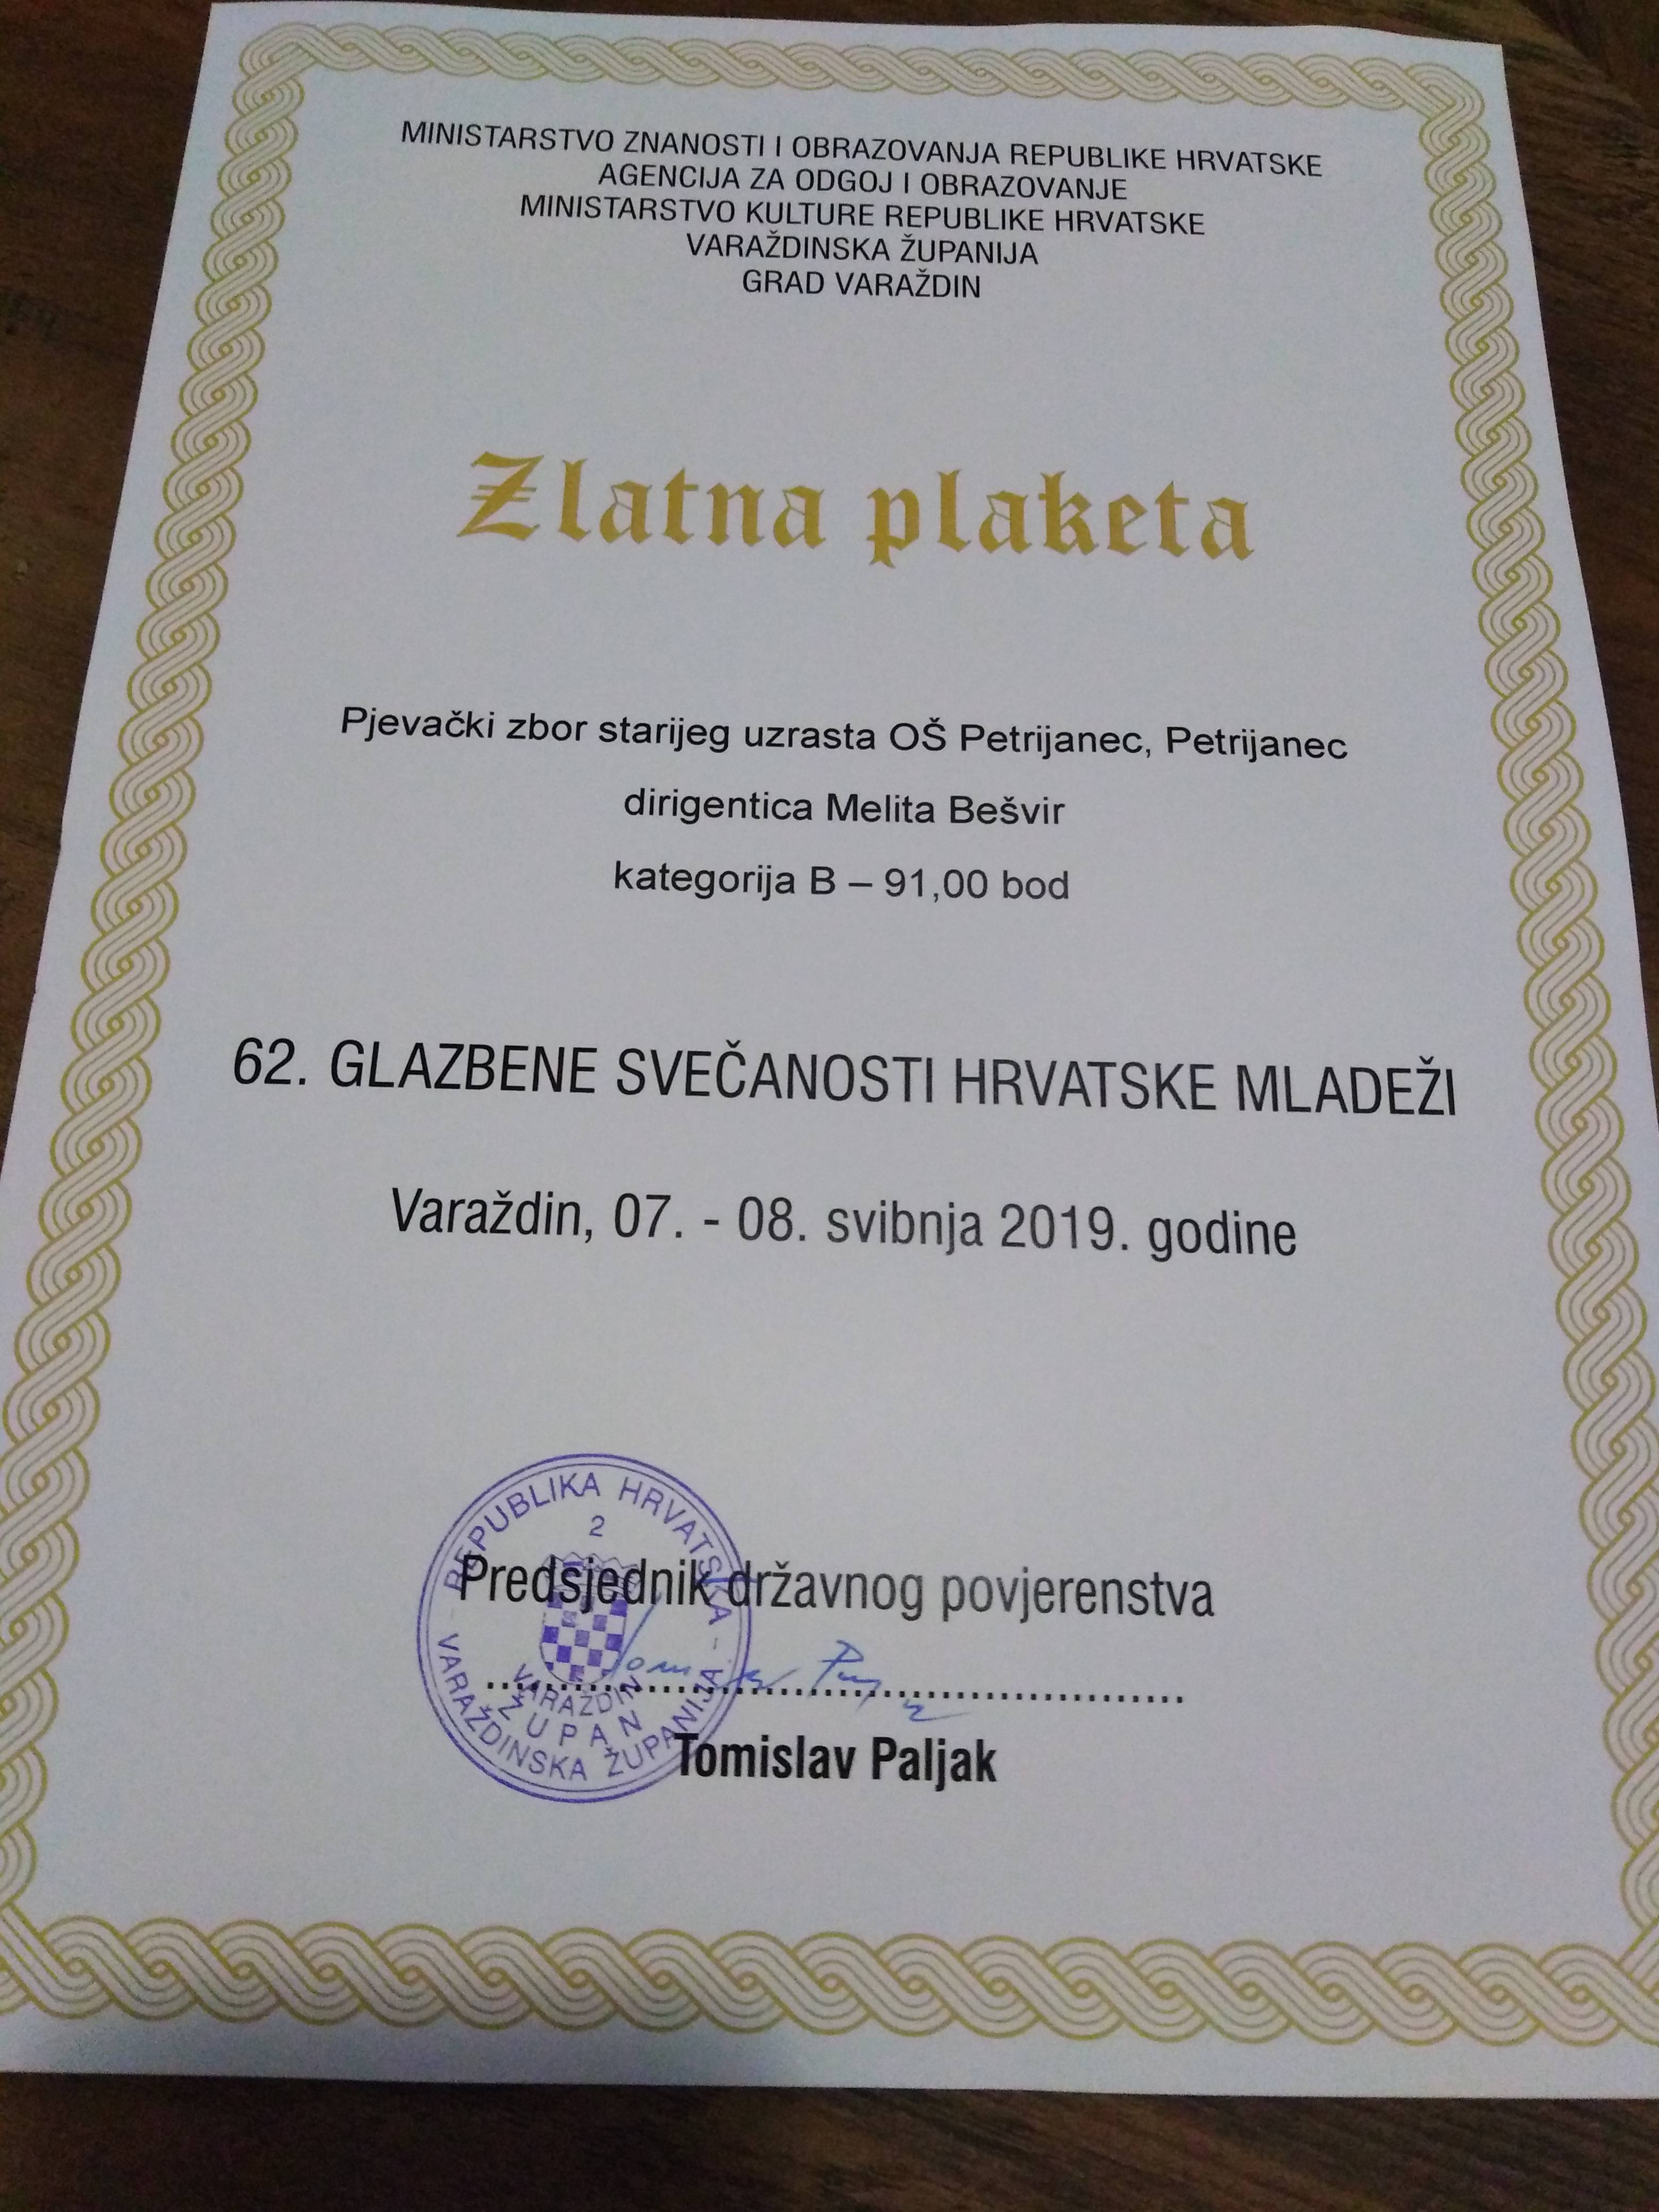 MINISTARSTVO ZNANOSTI I OBRAZOVANJA REPUBLIKE HRVATSKE
AGENCIJA ZA ODGOJ I OBRAZOVANJE
MINISTARSTVO KULTURE REPUBLIKE HRVATSKE
VARAŽDINSKA ŽUPANIJA
GRAD VARAŽDIN
Zlatna plaketa
Pjevački zbor starijeg uzrasta OŠ Petrijanec, Petrijanec
dirigentica Melita Bešvir
kategorija B – 91,00 bod
62. GLAZBENE SVEČANOSTI HRVATSKE MLADEŽI
Varaždin, 07. - 08. svibnja 2019. godine
REPUBLIKA HRVATSKA
2
Predsjednik državnog povjerenstva
VARAŽDIN
ŽUPAN
VARAŽDINSKA ŽUPANIJA
Tomislav Paljak